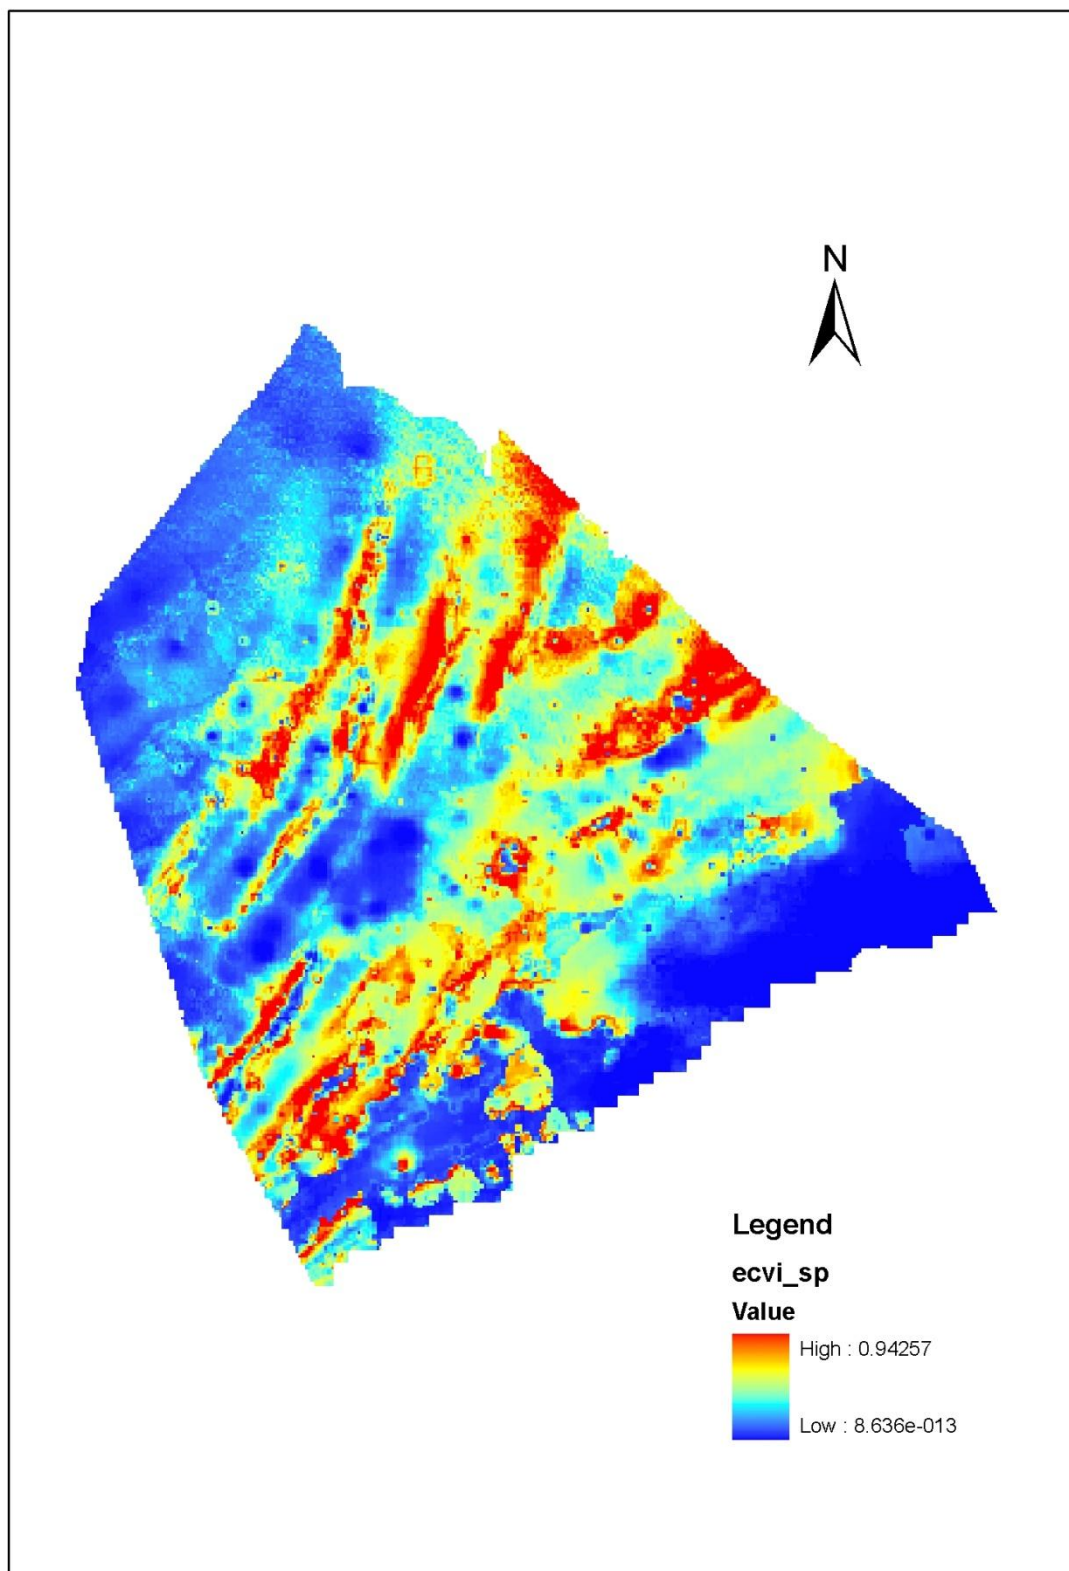 N
Legend
ecvi_sp
Value
High : 0.94257
Low : 8.636e-013